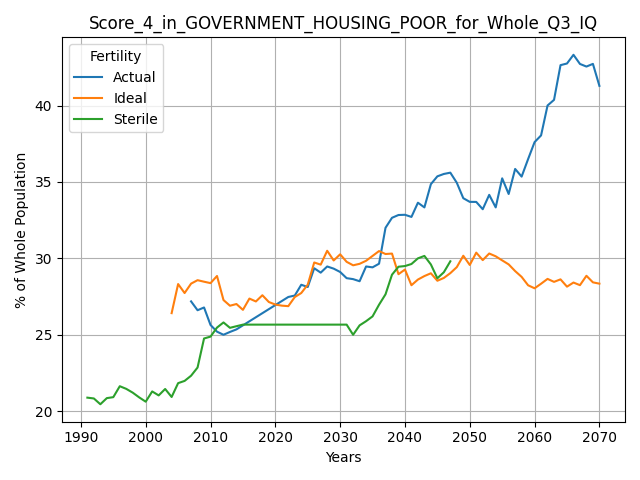 Score_4_in_GOVERNMENT_HOUSING_POOR_for_Whole_Q3_IQ
Fertility
Actual
Ideal
Sterile
% of Whole Population
40
35
30
25
20
1990 2000 2010 2020 2030 2040 2050 2060 2070
Years